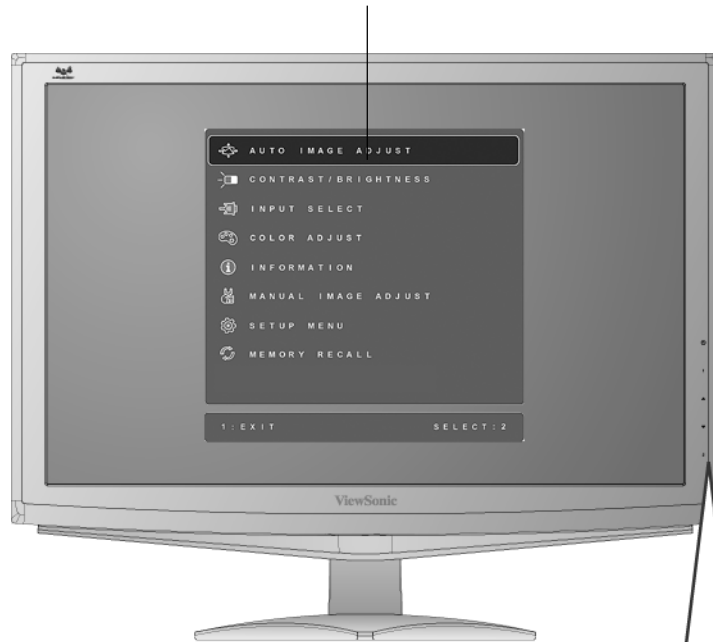 AUTO IMAGE ADJUST
CONTRAST/BRIGHTNESS
INPUT SELECT
COLOR ADJUST
INFORMATION
MANUAL IMAGE ADJUST
SETUP MENU
MEMORY RECALL
1:EXIT SELECT:2
ViewSonic